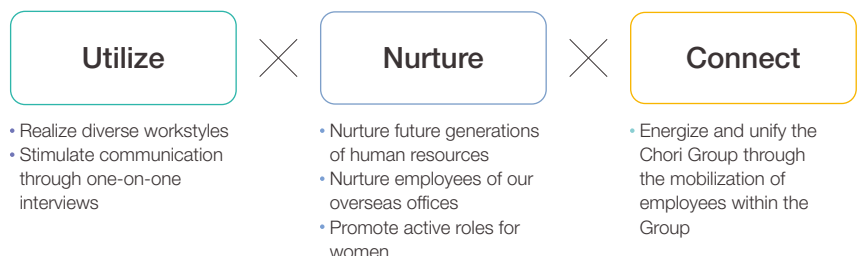 Utilize
Nurture
Connect
• Realize diverse workstyles
• Stimulate communication
through one-on-one
interviews
• Nurture future generations
of human resources
• Nurture employees of our
overseas offices
• Promote active roles for
women
• Energize and unify the
Chori Group through
the mobilization of
employees within the
Group